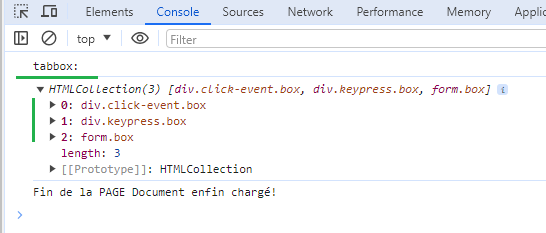 Elements Console Sources Network Performance Memory
top Filter
tabbox:
HTMLCollection(3) [div.click-event.box, div.keypress.box, form.box] i
0: div.click-event.box
1: div.keypress.box
2: form.box
length: 3
[[Prototype]]: HTMLCollection
Fin de la PAGE Document enfin chargé!